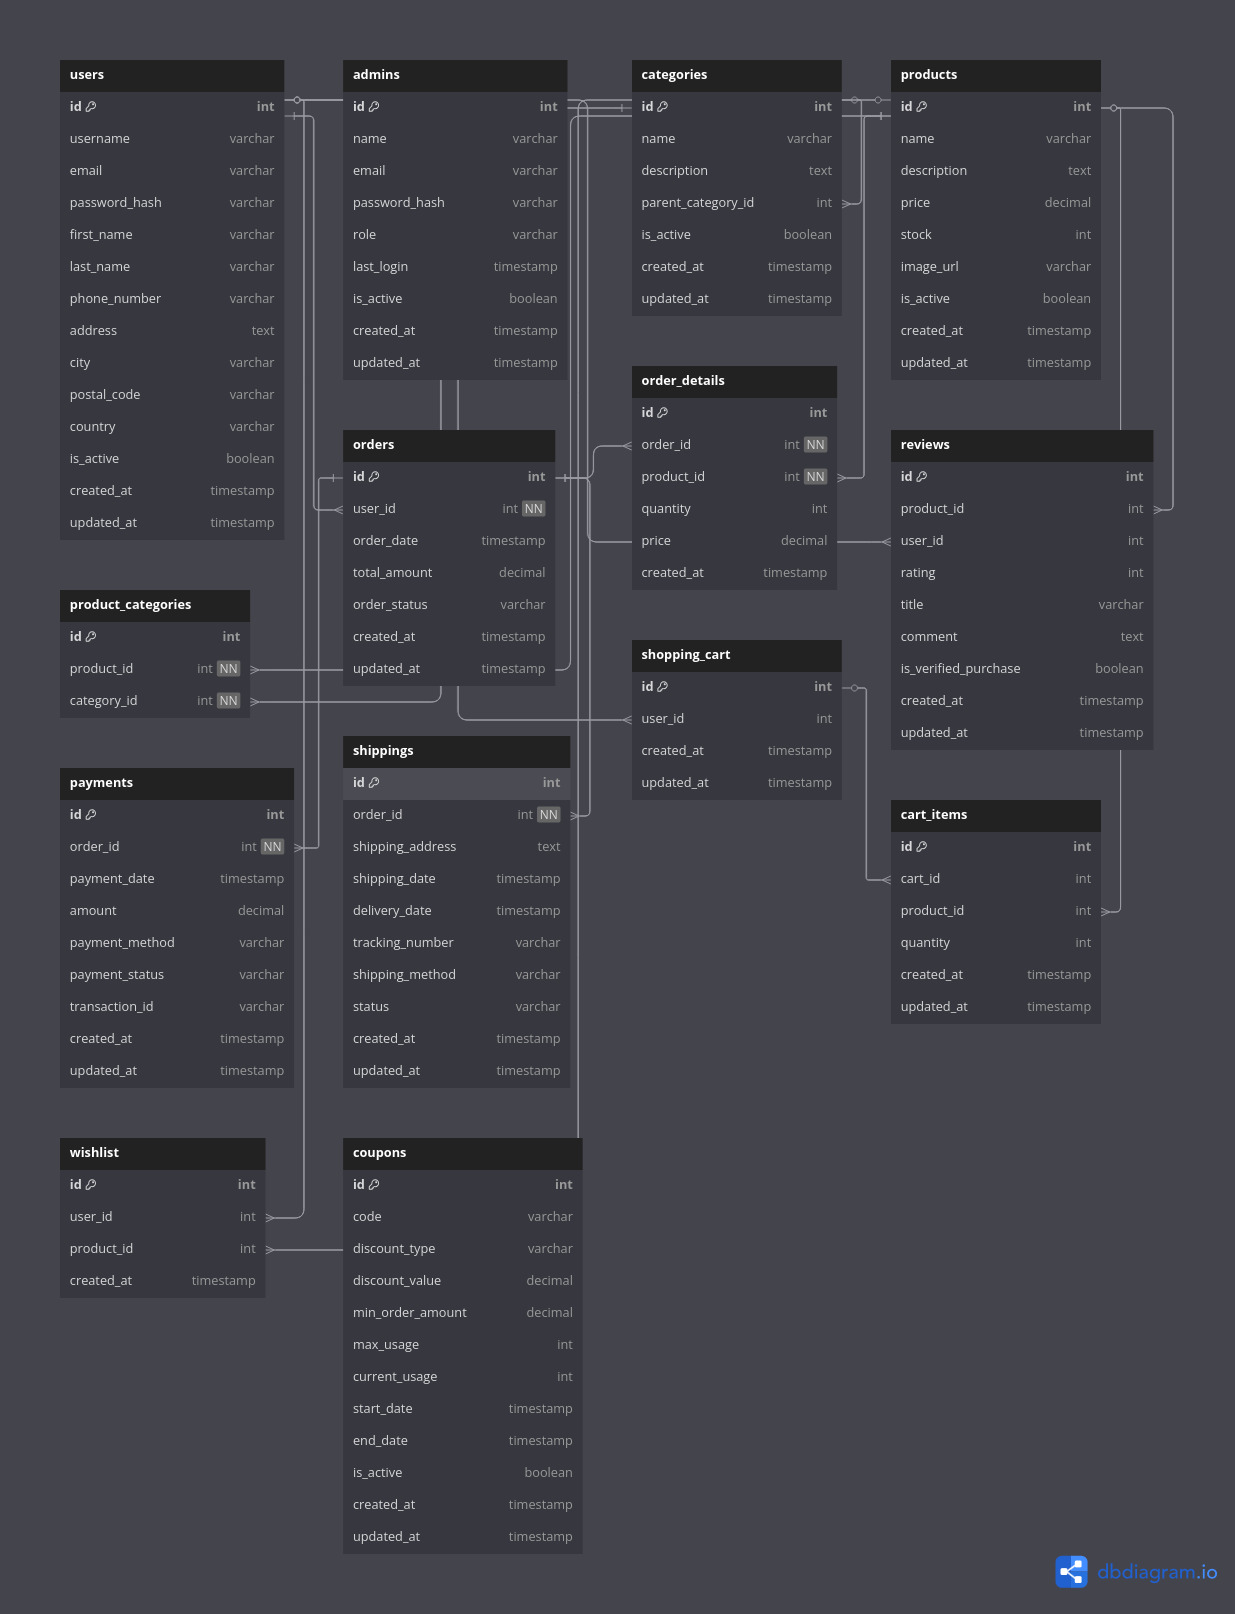 users
id int
username varchar
email varchar
password_hash varchar
first_name varchar
last_name varchar
phone_number varchar
address text
city varchar
postal_code varchar
country varchar
is_active boolean
created_at timestamp
updated_at timestamp
admins
id int
name varchar
email varchar
password_hash varchar
role varchar
last_login timestamp
is_active boolean
created_at timestamp
updated_at timestamp
categories
id int
name varchar
description text
parent_category_id int
is_active boolean
created_at timestamp
updated_at timestamp
products
id int
name varchar
description text
price decimal
stock int
image_url varchar
is_active boolean
created_at timestamp
updated_at timestamp
order_details
id int
order_id int NN
product_id int NN
quantity int
price decimal
created_at timestamp
orders
id int
user_id int NN
order_date timestamp
total_amount decimal
order_status varchar
created_at timestamp
updated_at timestamp
reviews
id int
product_id int
user_id int
rating int
title varchar
comment text
is_verified_purchase boolean
created_at timestamp
updated_at timestamp
product_categories
id int
product_id int NN
category_id int NN
shopping_cart
id int
user_id int
created_at timestamp
updated_at timestamp
shippings
id int
order_id int NN
shipping_address text
shipping_date timestamp
delivery_date timestamp
tracking_number varchar
shipping_method varchar
status varchar
created_at timestamp
updated_at timestamp
payments
id int
order_id int NN
payment_date timestamp
amount decimal
payment_method varchar
payment_status varchar
transaction_id varchar
created_at timestamp
updated_at timestamp
cart_items
id int
cart_id int
product_id int
quantity int
created_at timestamp
updated_at timestamp
wishlist
id int
user_id int
product_id int
created_at timestamp
coupons
id int
code varchar
discount_type varchar
discount_value decimal
min_order_amount decimal
max_usage int
current_usage int
start_date timestamp
end_date timestamp
is_active boolean
created_at timestamp
updated_at timestamp
dbdiagram.io